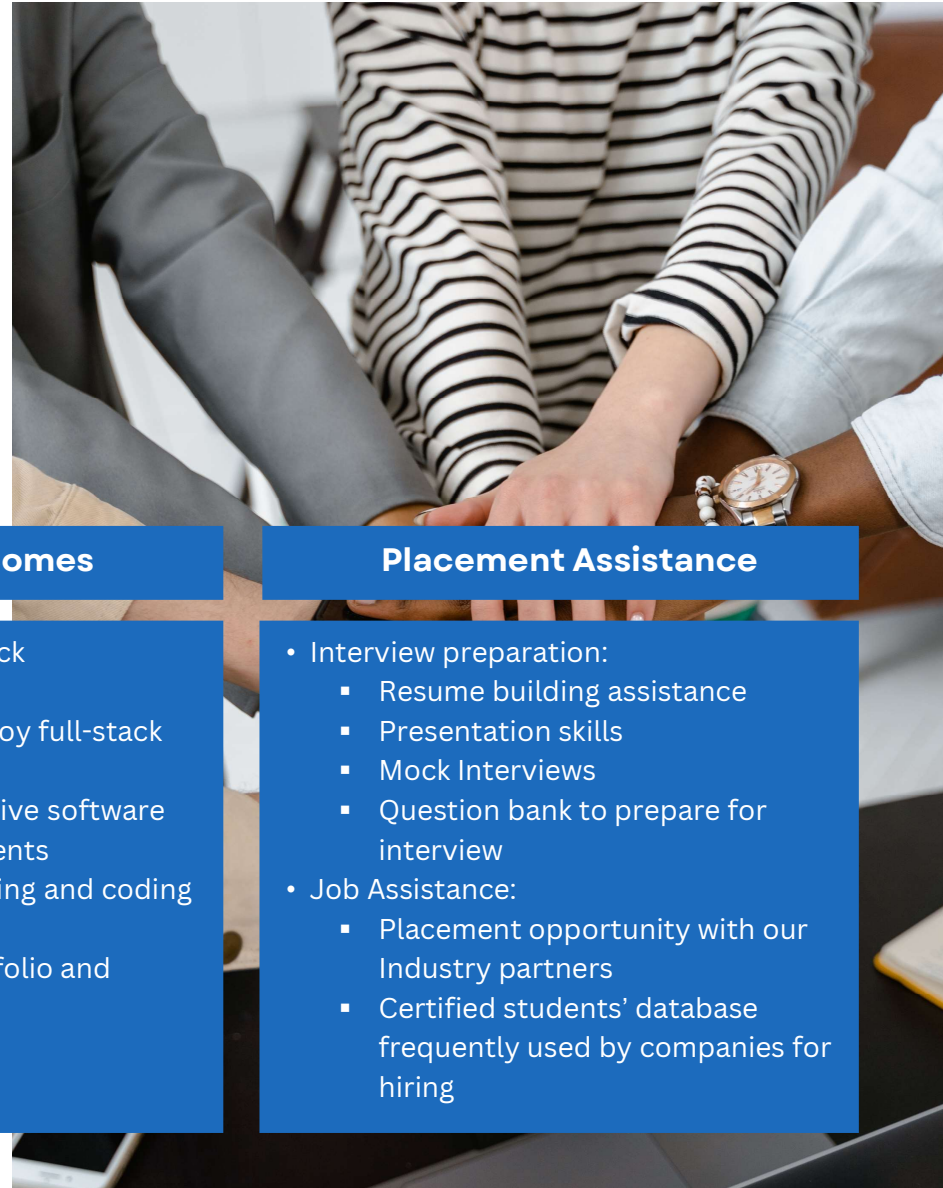 omes
ck
oy full-stack
ive software
ents
ing and coding
folio and
Placement Assistance
• Interview preparation:
▪ Resume building assistance
▪ Presentation skills
▪ Mock Interviews
▪ Question bank to prepare for
interview
• Job Assistance:
▪ Placement opportunity with our
Industry partners
▪ Certified students’ database
frequently used by companies for
hiring